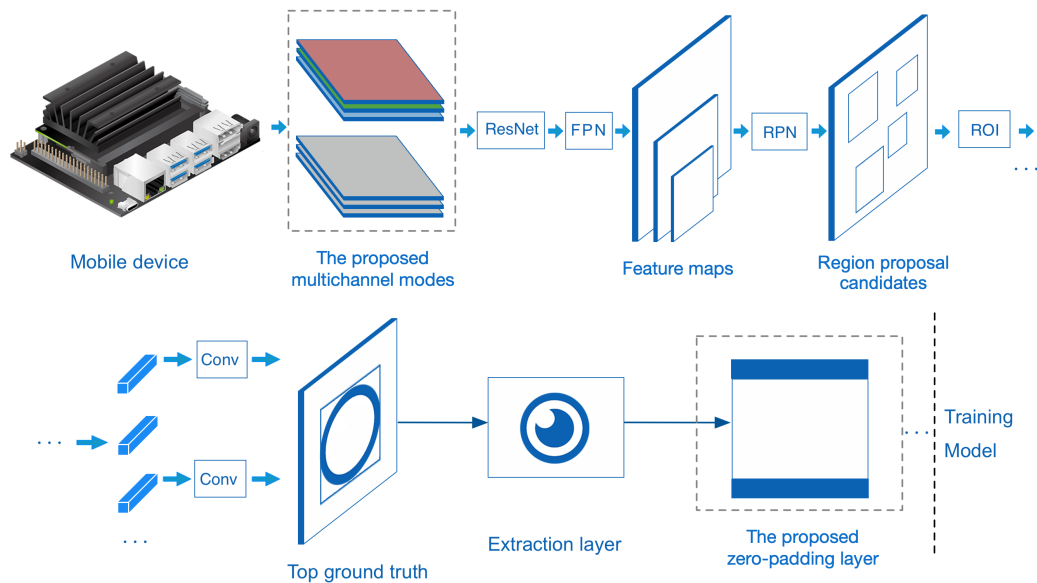 ResNet
FPN
RPN
ROI
. . .
Mobile device
The proposed
multichannel modes
Feature maps
Region proposal
candidates
Conv
. . .
Conv
. . .
Top ground truth
Extraction layer
The proposed
zero-padding layer
. . .
Training
Model